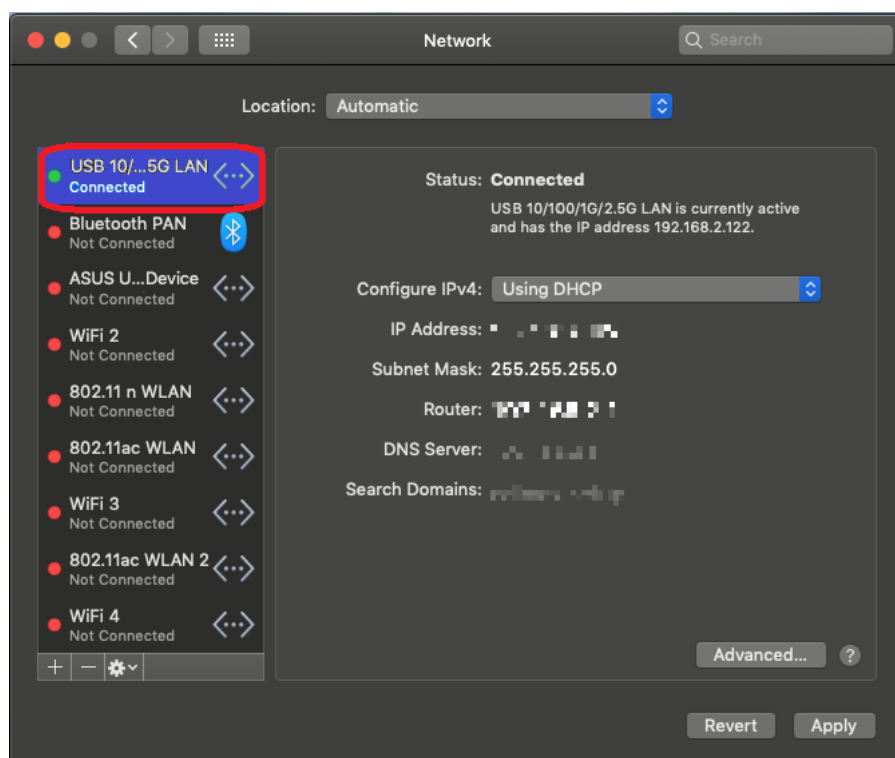 Network
Search
Location: Automatic
USB 10/...5G LAN
Connected
Bluetooth PAN
Not Connected
ASUS U...Device
Not Connected
WiFi 2
Not Connected
802.11 n WLAN
Not Connected
802.11ac WLAN
Not Connected
WiFi 3
Not Connected
802.11ac WLAN 2
Not Connected
WiFi 4
Not Connected
Status: Connected
USB 10/100/1G/2.5G LAN is currently active
and has the IP address 192.168.2.122.
Configure IPv4: Using DHCP
IP Address:
Subnet Mask: 255.255.255.0
Router:
DNS Server:
Search Domains:
Advanced... ?
Revert Apply